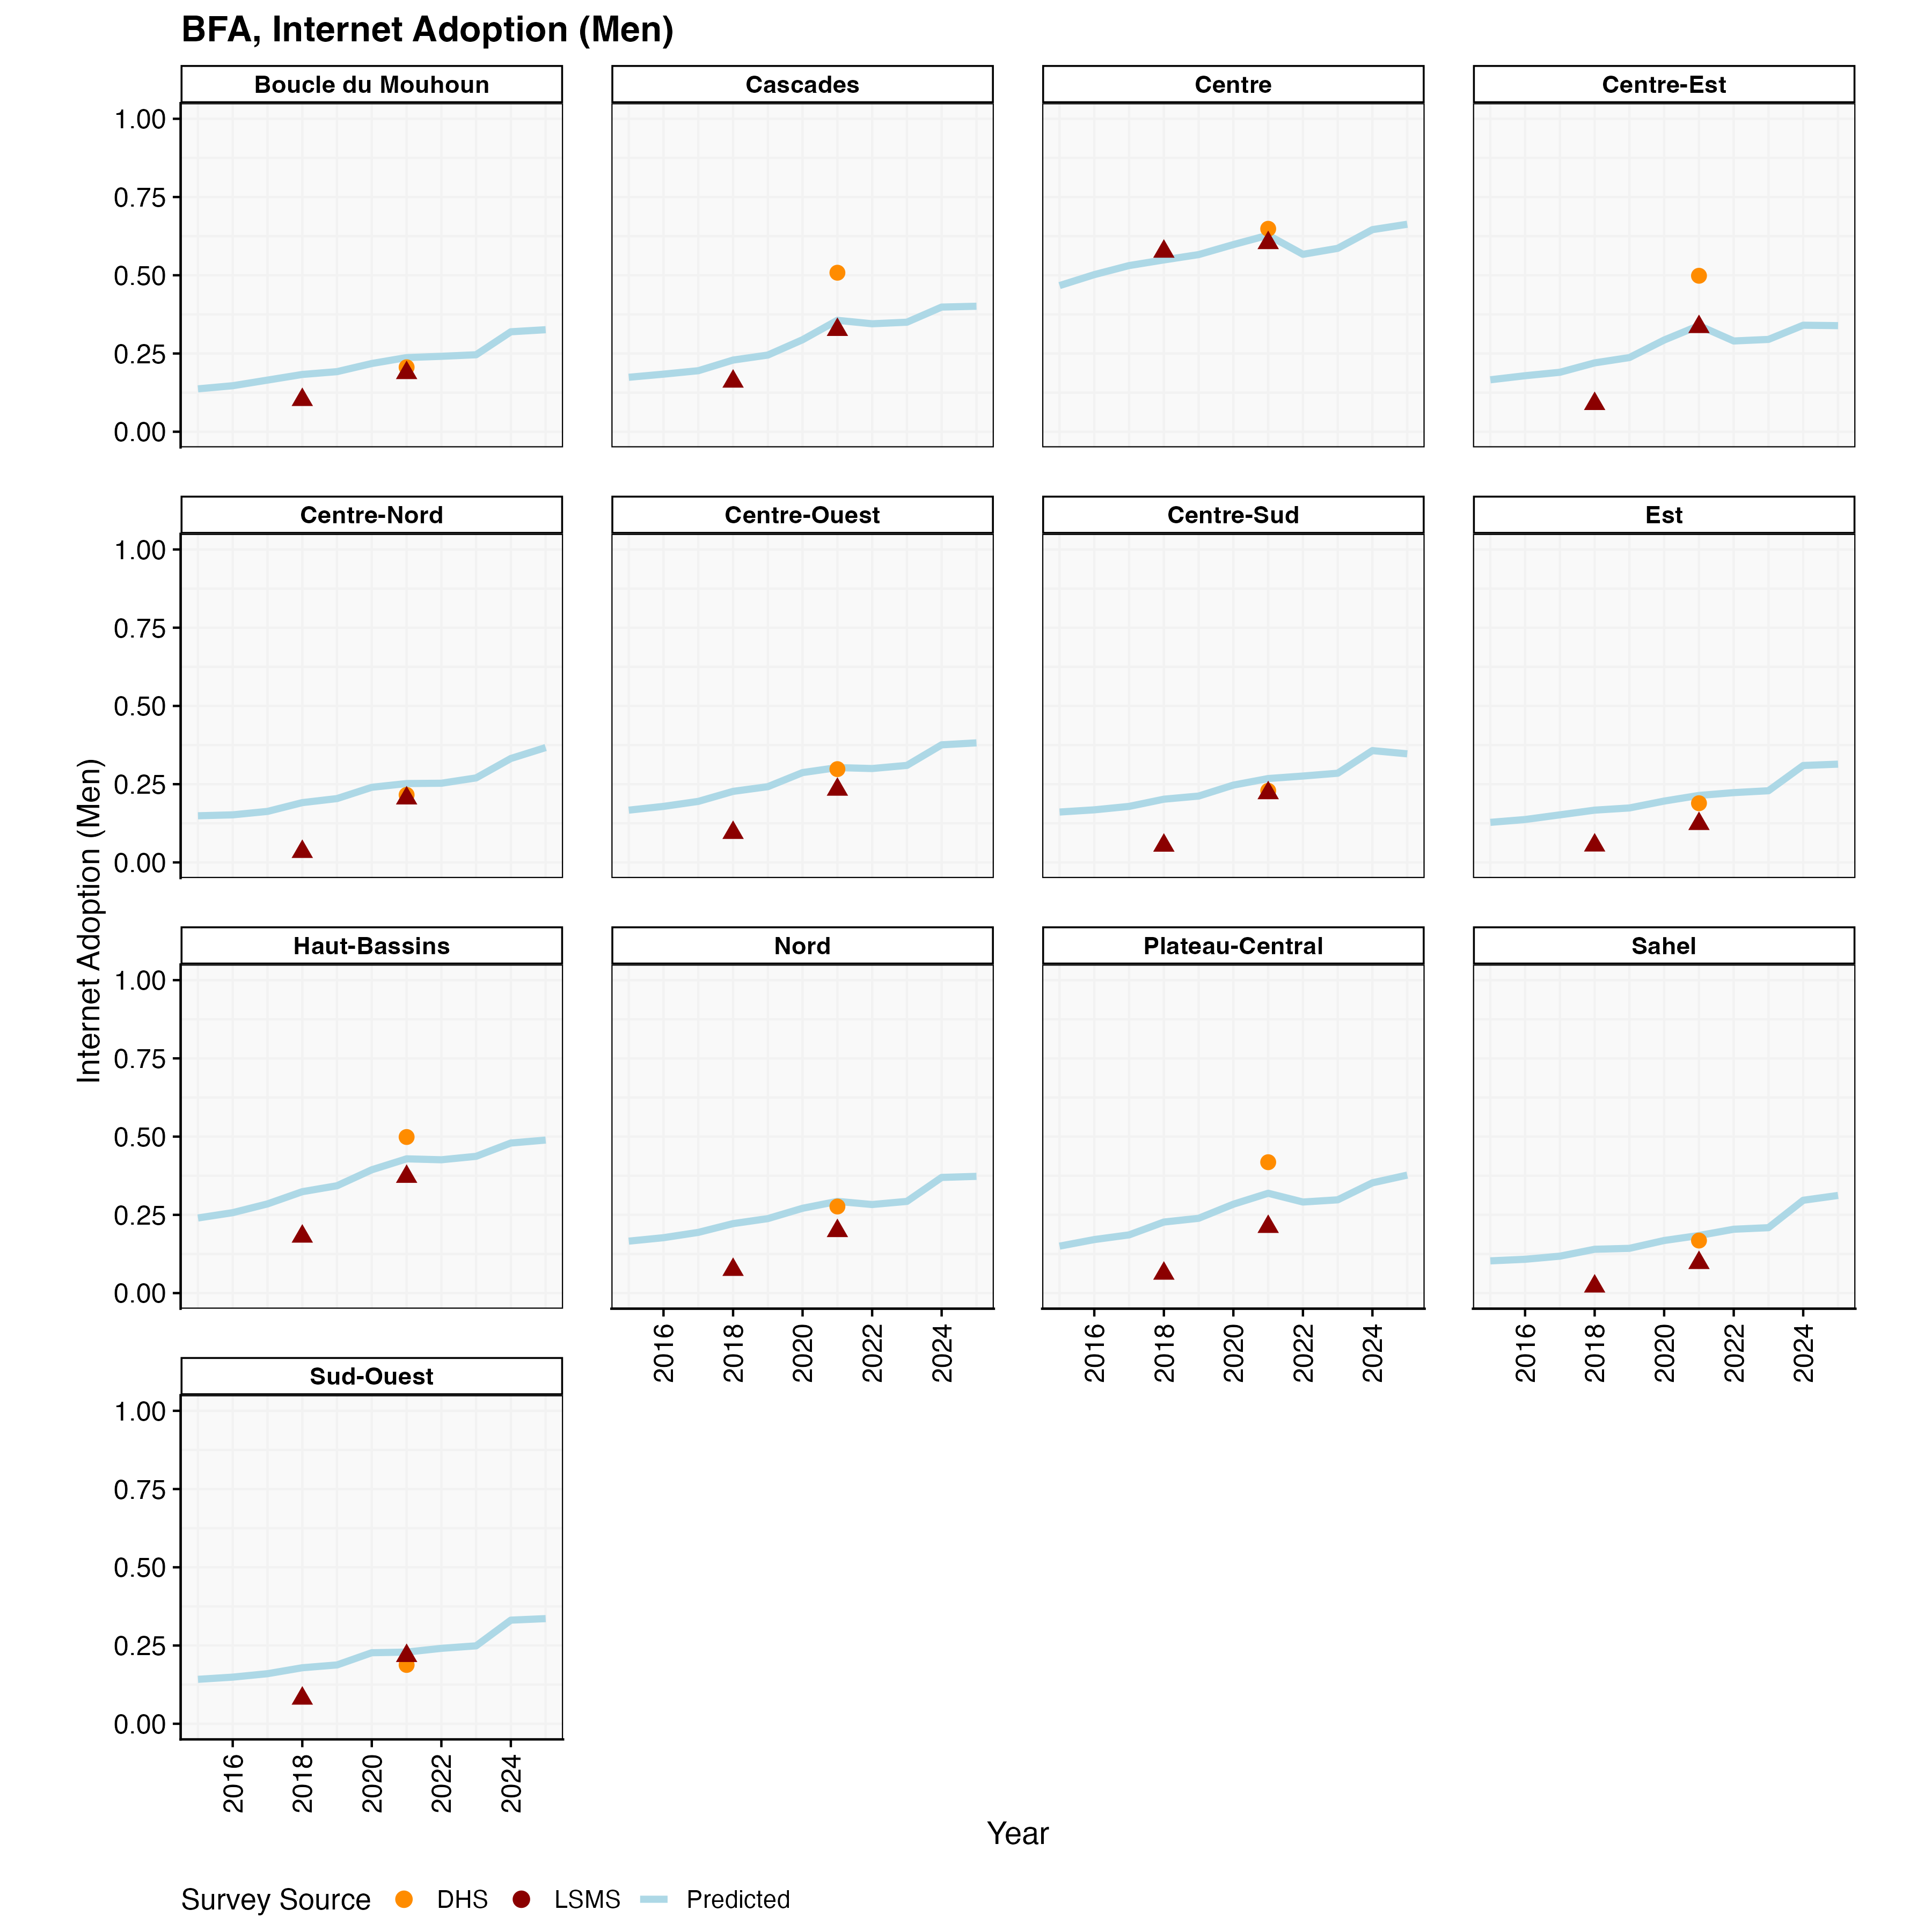 BFA, Internet Adoption (Men)
Boucle du Mouhoun
Cascades
Centre
Centre-Est
1.00
0.75
0.50
0.25
0.00
Centre-Nord
Centre-Ouest
Centre-Sud
Est
1.00
0.75
0.50
0.25
0.00
Internet Adoption (Men)
Haut-Bassins
Nord
Plateau-Central
Sahel
1.00
0.75
0.50
0.25
0.00
2016 2018 2020 2022 2024
2016 2018 2020 2022 2024
2016 2018 2020 2022 2024
Sud-Ouest
1.00
0.75
0.50
0.25
0.00
2016 2018 2020 2022 2024
Year
Survey Source DHS LSMS Predicted